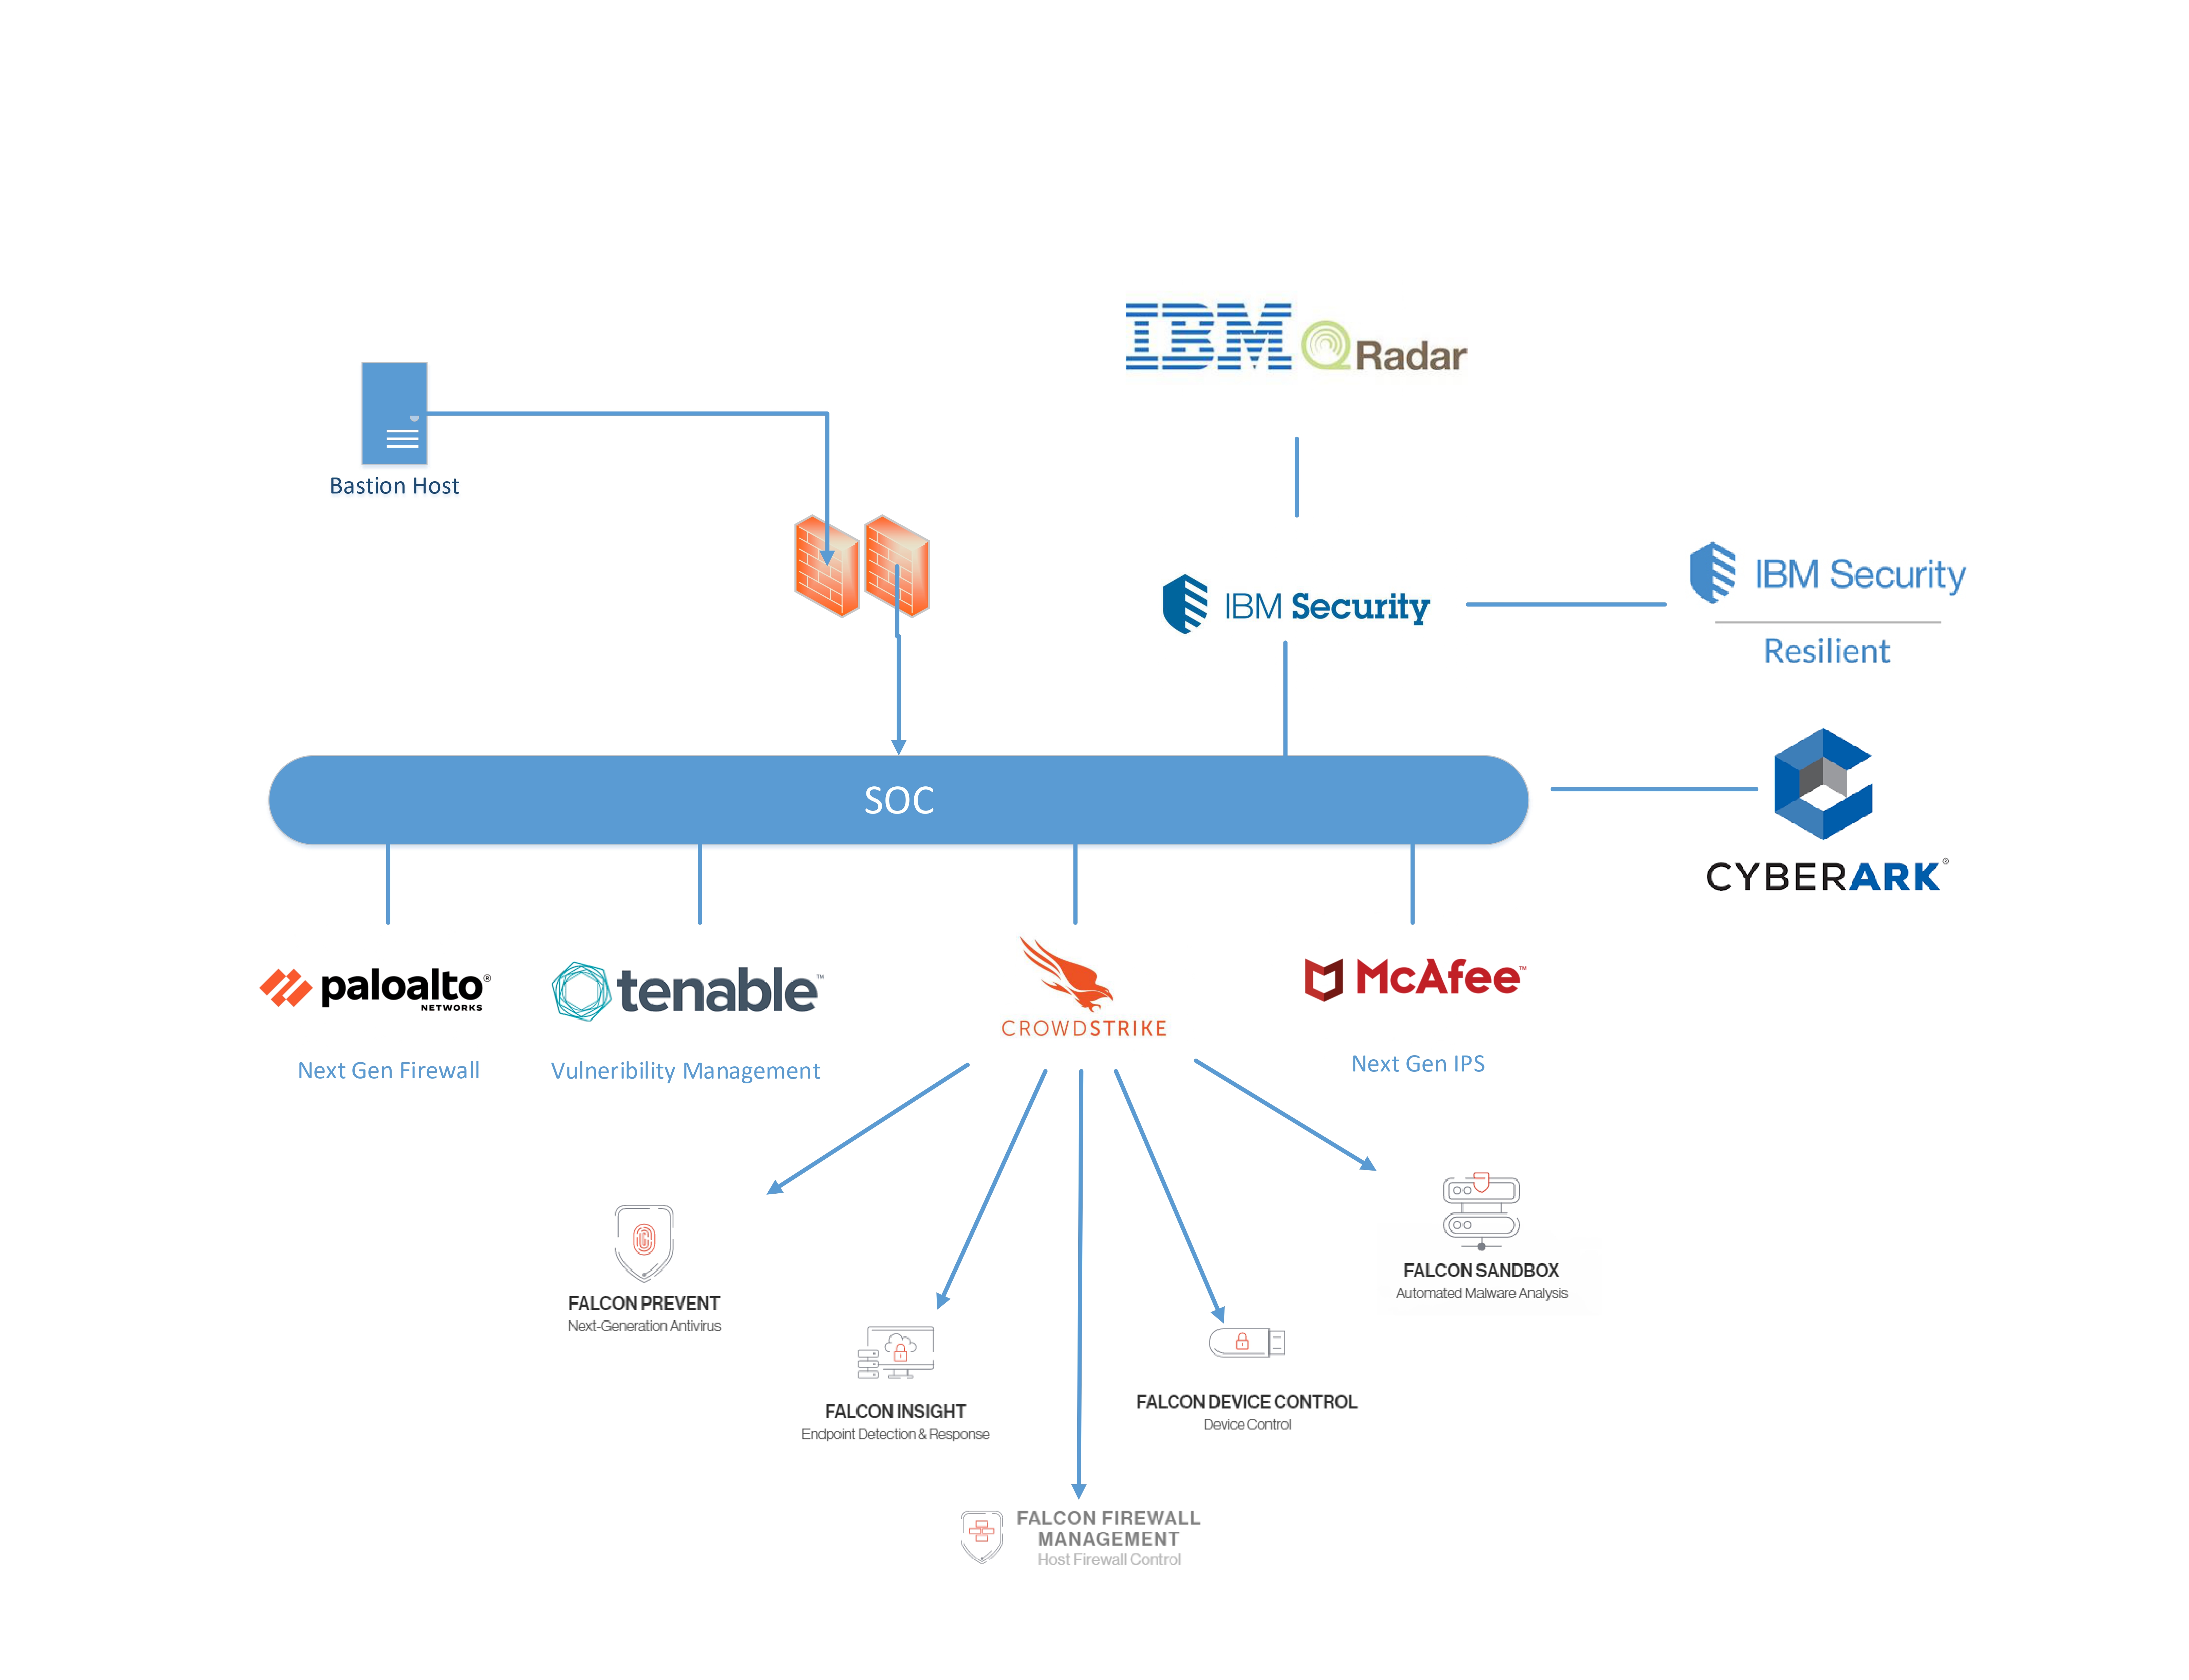 IBM QRadar
Bastion Host
IBM Security
IBM Security
Resilient
SOC
CYBERARK®
paloalto®
NETWORKS
tenable™
CROWDSTRIKE
McAfee™
Next Gen Firewall
Vulneribility Management
Next Gen IPS
FALCON PREVENT
Next-Generation Antivirus
FALCON INSIGHT
Endpoint Detection & Response
FALCON FIREWALL
MANAGEMENT
Host Firewall Control
FALCON DEVICE CONTROL
Device Control
FALCON SANDBOX
Automated Malware Analysis